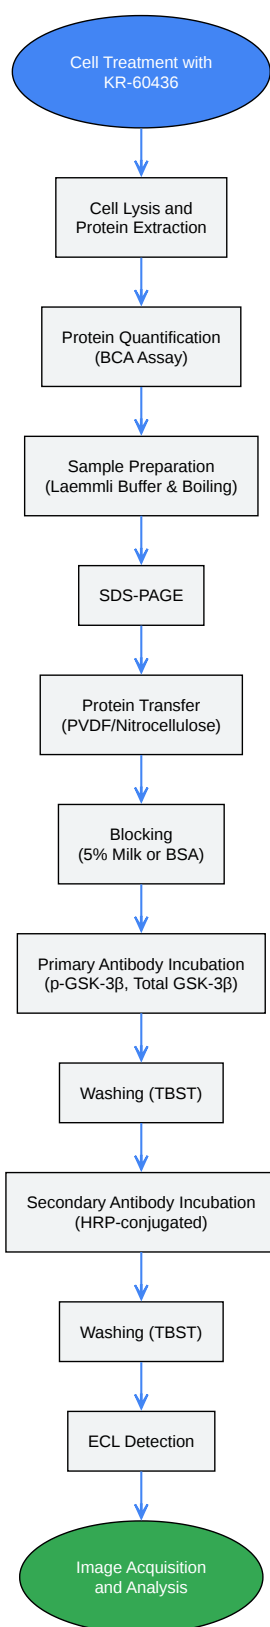 Cell Treatment with
KR-60436
Cell Lysis and
Protein Extraction
Protein Quantification
(BCA Assay)
Sample Preparation
(Laemmli Buffer & Boiling)
SDS-PAGE
Protein Transfer
(PVDF/Nitrocellulose)
Blocking
(5% Milk or BSA)
Primary Antibody Incubation
(p-GSK-3β, Total GSK-3β)
Washing (TBST)
Secondary Antibody Incubation
(HRP-conjugated)
Washing (TBST)
ECL Detection
Image Acquisition
and Analysis